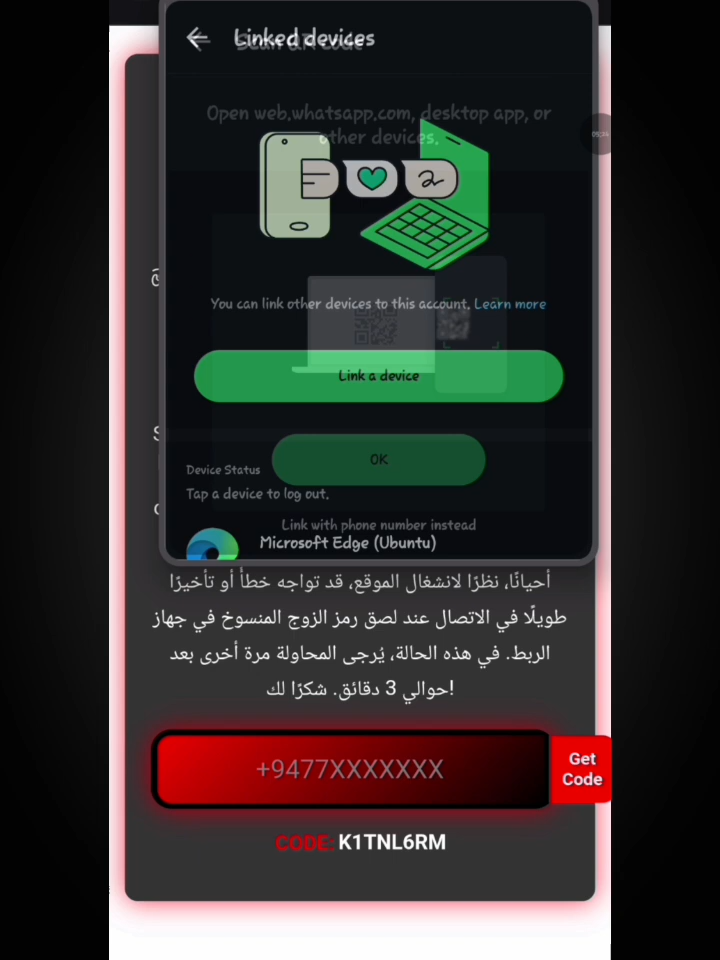 Linked devices
Scan QR code
Open web.whatsapp.com, desktop app, or
other devices.
You can link other devices to this account. Learn more
Link a device
OK
Device Status
Tap a device to log out.
Link with phone number instead
Microsoft Edge (Ubuntu)
أحيانًا، نظرًا لانشغال الموقع، قد تواجه خطأً أو تأخيرًا
طويلًا في الاتصال عند لصق رمز الزوج المنسوخ في جهاز
الربط. في هذه الحالة، يُرجى المحاولة مرة أخرى بعد
حوالي 3 دقائق. شكرًا لك!
+9477XXXXXXX
Get
Code
CODE: K1TNL6RM